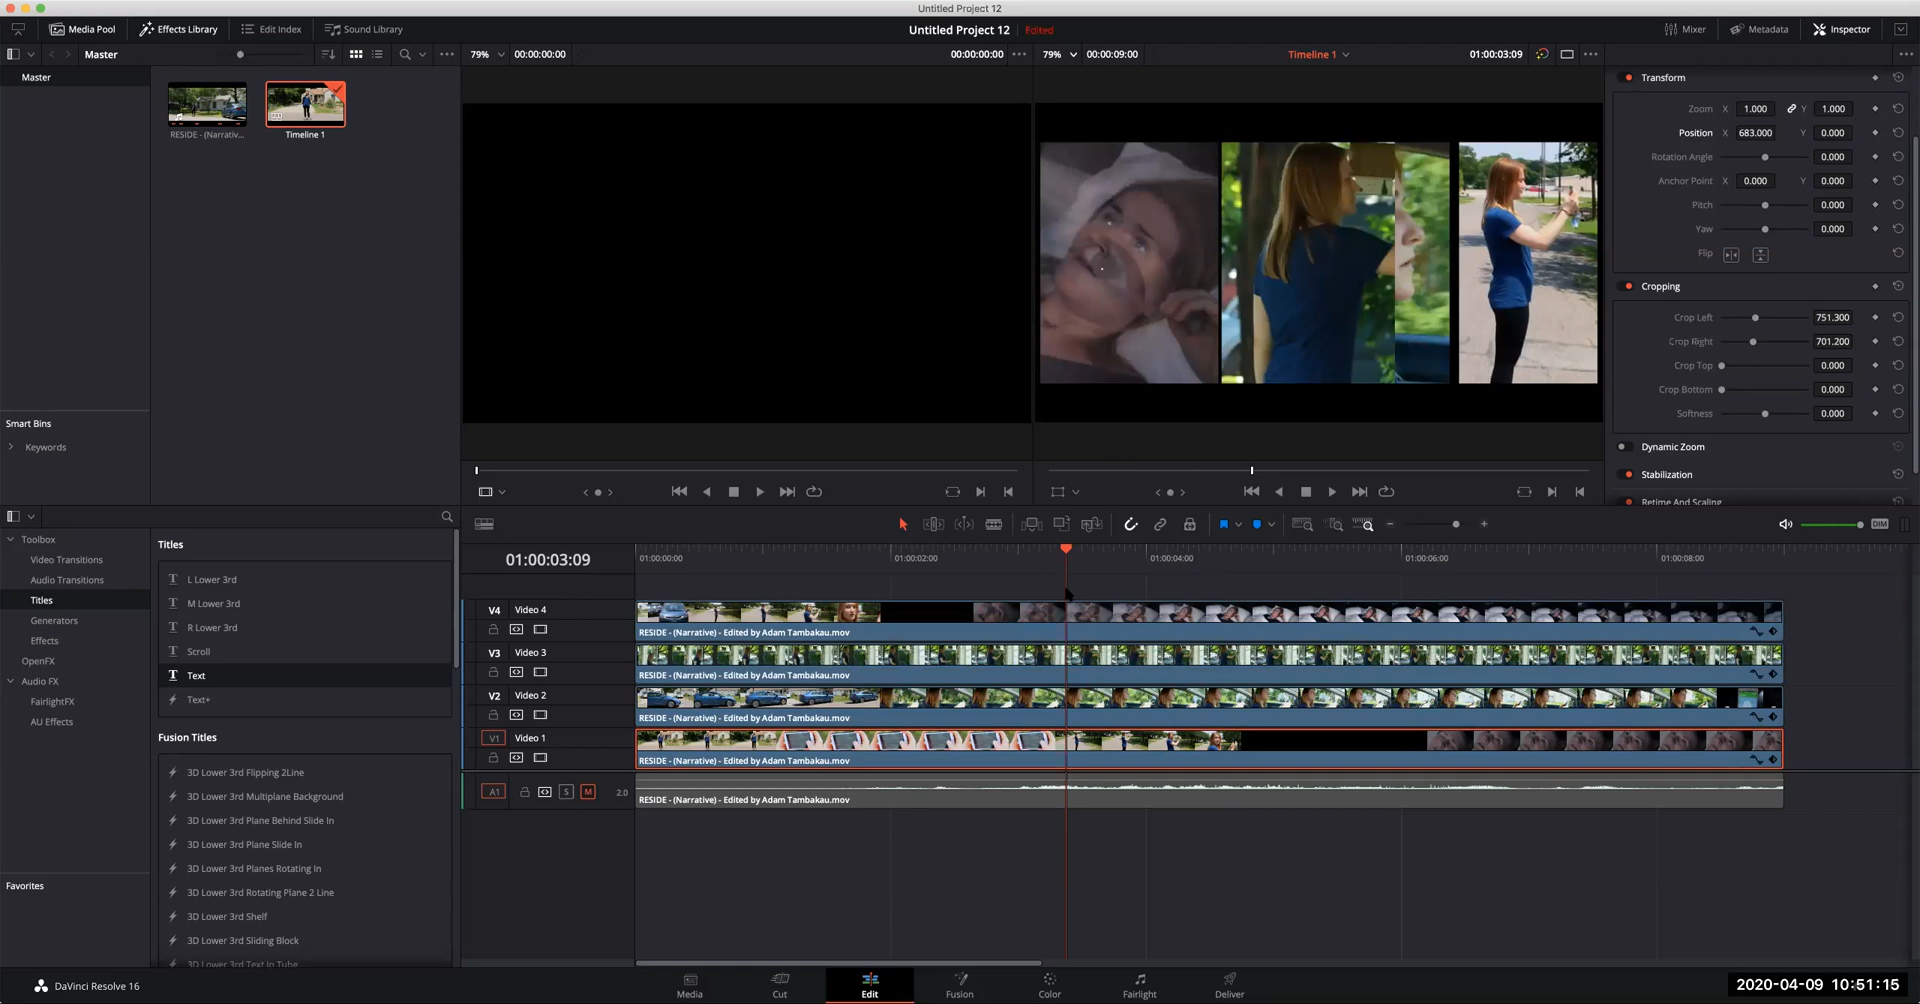 Untitled Project 12
Media Pool
Effects Library
Edit Index
Sound Library
Untitled Project 12
Edited
Mixer
Metadata
Inspector
Master
79%
00:00:00:00
00:00:00:00
79%
00:00:09:00
Timeline 1
01:00:03:09
Master
RESIDE - (Narrativ...
Timeline 1
Smart Bins
Keywords
Transform
Zoom X 1.000 Y 1.000
Position X 683.000 Y 0.000
Rotation Angle 0.000
Anchor Point X 0.000 Y 0.000
Pitch 0.000
Yaw 0.000
Flip
Cropping
Crop Left 751.300
Crop Right 701.200
Crop Top 0.000
Crop Bottom 0.000
Softness 0.000
Dynamic Zoom
Stabilization
Retime And Scaling
Toolbox
Video Transitions
Audio Transitions
Titles
Generators
Effects
OpenFX
Audio FX
FairlightFX
AU Effects
Favorites
Titles
L Lower 3rd
M Lower 3rd
R Lower 3rd
Scroll
Text
Text+
Fusion Titles
3D Lower 3rd Flipping 2Line
3D Lower 3rd Multiplane Background
3D Lower 3rd Plane Behind Slide In
3D Lower 3rd Plane Slide In
3D Lower 3rd Planes Rotating In
3D Lower 3rd Rotating Plane 2 Line
3D Lower 3rd Shelf
3D Lower 3rd Sliding Block
3D Lower 3rd Text In Tube
DIM
01:00:03:09
01:00:00:00
01:00:02:00
01:00:04:00
01:00:06:00
01:00:08:00
V4 Video 4
RESIDE - (Narrative) - Edited by Adam Tambakau.mov
V3 Video 3
RESIDE - (Narrative) - Edited by Adam Tambakau.mov
V2 Video 2
RESIDE - (Narrative) - Edited by Adam Tambakau.mov
V1 Video 1
RESIDE - (Narrative) - Edited by Adam Tambakau.mov
A1 S M 2.0
RESIDE - (Narrative) - Edited by Adam Tambakau.mov
DaVinci Resolve 16
Media
Cut
Edit
Fusion
Color
Fairlight
Deliver
2020-04-09 10:51:15